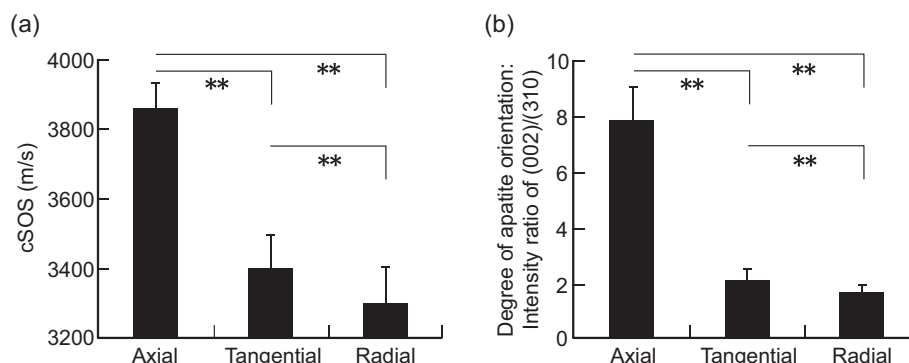 (a)
4000
3800
3600
3400
3200
cSOS (m/s)
**
**
**
Axial
Tangential
Radial
(b)
10
8
6
4
2
0
Degree of apatite orientation:
Intensity ratio of (002)/(310)
**
**
**
Axial
Tangential
Radial